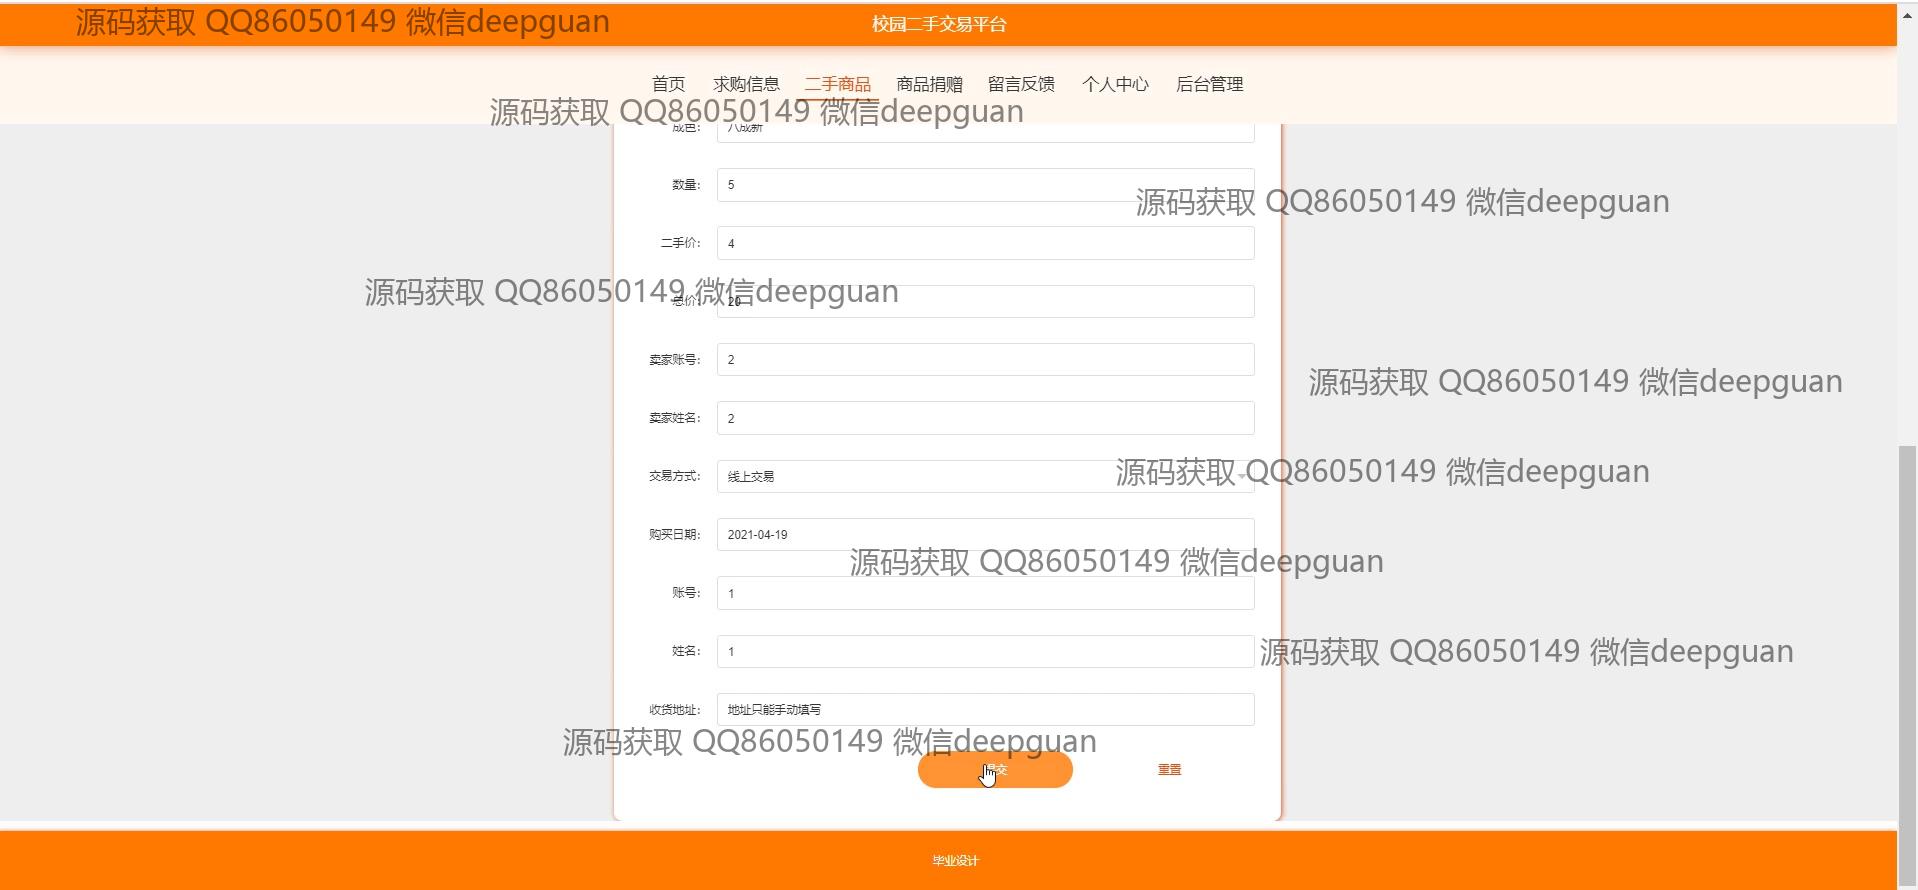 源码获取 QQ86050149 微信deepguan
校园二手交易平台
首页 求购信息 二手商品 商品捐赠 留言反馈 个人中心 后台管理
源码获取 QQ86050149 微信deepguan
成色: 八成新
数量: 5
源码获取 QQ86050149 微信deepguan
二手价: 4
源码获取 QQ86050149 微信deepguan
总价: 20
卖家账号: 2
源码获取 QQ86050149 微信deepguan
卖家姓名: 2
交易方式: 线上交易
源码获取 QQ86050149 微信deepguan
购买日期: 2021-04-19
源码获取 QQ86050149 微信deepguan
账号: 1
姓名: 1
源码获取 QQ86050149 微信deepguan
收货地址: 地址只能手动填写
源码获取 QQ86050149 微信deepguan
提交 重置
毕业设计